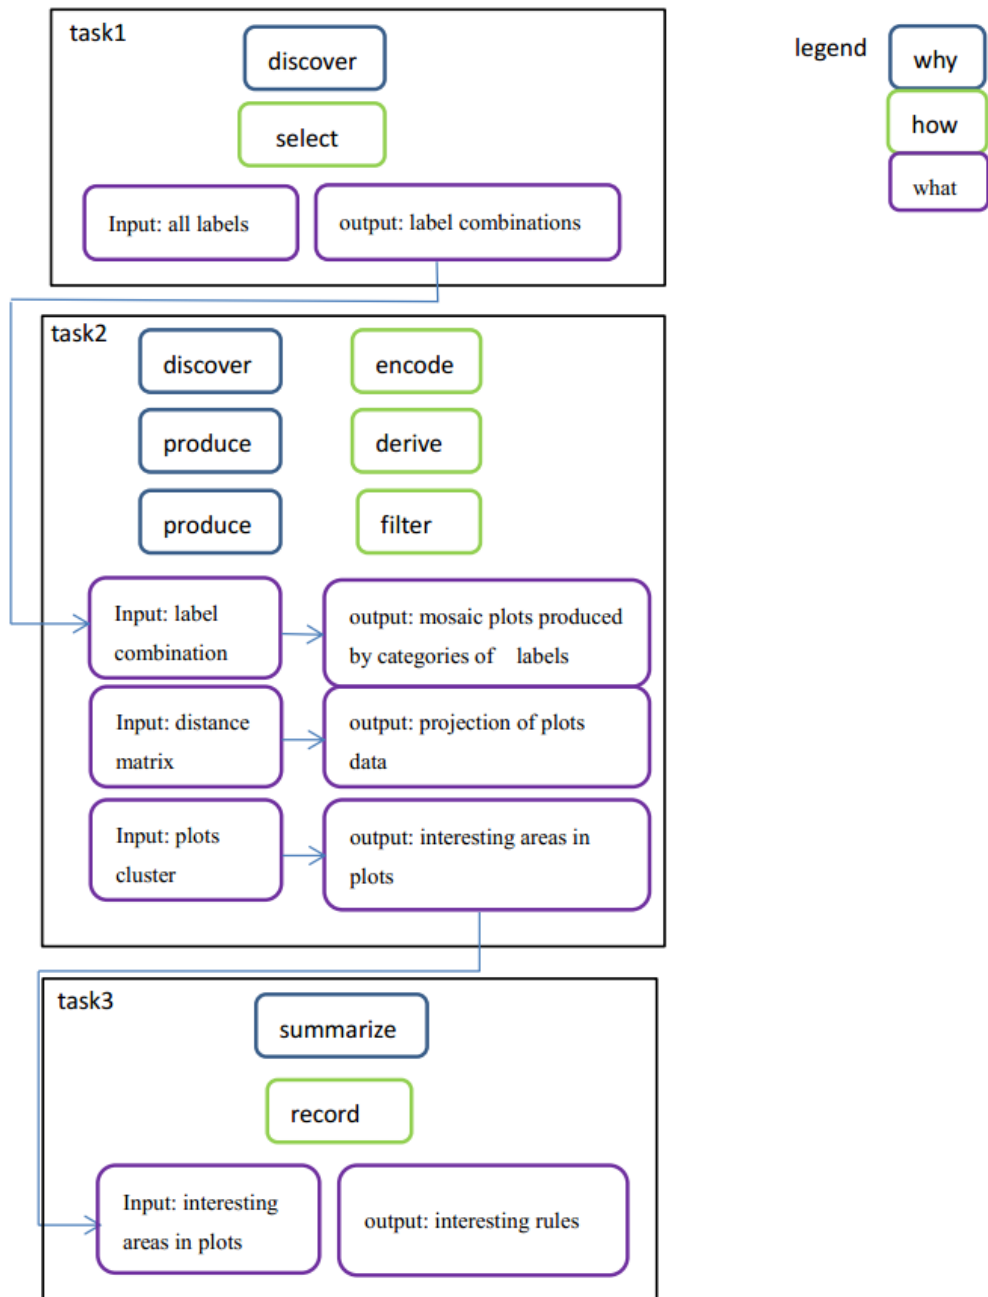 task1
discover
select
Input: all labels
output: label combinations
legend
why
how
what
task2
discover
encode
produce
derive
produce
filter
Input: label
combination
output: mosaic plots produced
by categories of labels
Input: distance
matrix
output: projection of plots
data
Input: plots
cluster
output: interesting areas in
plots
task3
summarize
record
Input: interesting
areas in plots
output: interesting rules